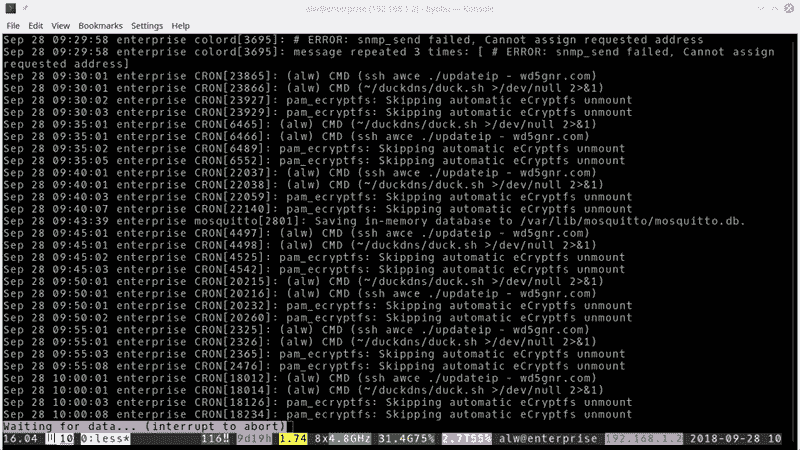 alw@enterprise (192.168.1.2) - byobu — Konsole
File Edit View Bookmarks Settings Help
Sep 28 09:29:58 enterprise colord[3695]: # ERROR: snmp_send failed, Cannot assign requested address
Sep 28 09:29:58 enterprise colord[3695]: message repeated 3 times: [ # ERROR: snmp_send failed, Cannot assign
requested address]
Sep 28 09:30:01 enterprise CRON[23865]: (alw) CMD (ssh awce ./updateip - wd5gnr.com)
Sep 28 09:30:01 enterprise CRON[23866]: (alw) CMD (~/duckdns/duck.sh >/dev/null 2>&1)
Sep 28 09:30:02 enterprise CRON[23927]: pam_ecryptfs: Skipping automatic eCryptfs unmount
Sep 28 09:30:03 enterprise CRON[23929]: pam_ecryptfs: Skipping automatic eCryptfs unmount
Sep 28 09:35:01 enterprise CRON[6465]: (alw) CMD (~/duckdns/duck.sh >/dev/null 2>&1)
Sep 28 09:35:01 enterprise CRON[6466]: (alw) CMD (ssh awce ./updateip - wd5gnr.com)
Sep 28 09:35:02 enterprise CRON[6489]: pam_ecryptfs: Skipping automatic eCryptfs unmount
Sep 28 09:35:05 enterprise CRON[6552]: pam_ecryptfs: Skipping automatic eCryptfs unmount
Sep 28 09:40:01 enterprise CRON[22037]: (alw) CMD (ssh awce ./updateip - wd5gnr.com)
Sep 28 09:40:01 enterprise CRON[22038]: (alw) CMD (~/duckdns/duck.sh >/dev/null 2>&1)
Sep 28 09:40:03 enterprise CRON[22059]: pam_ecryptfs: Skipping automatic eCryptfs unmount
Sep 28 09:40:07 enterprise CRON[22140]: pam_ecryptfs: Skipping automatic eCryptfs unmount
Sep 28 09:43:39 enterprise mosquitto[2801]: Saving in-memory database to /var/lib/mosquitto/mosquitto.db.
Sep 28 09:45:01 enterprise CRON[4497]: (alw) CMD (ssh awce ./updateip - wd5gnr.com)
Sep 28 09:45:01 enterprise CRON[4498]: (alw) CMD (~/duckdns/duck.sh >/dev/null 2>&1)
Sep 28 09:45:02 enterprise CRON[4525]: pam_ecryptfs: Skipping automatic eCryptfs unmount
Sep 28 09:45:03 enterprise CRON[4542]: pam_ecryptfs: Skipping automatic eCryptfs unmount
Sep 28 09:50:01 enterprise CRON[20215]: (alw) CMD (~/duckdns/duck.sh >/dev/null 2>&1)
Sep 28 09:50:01 enterprise CRON[20216]: (alw) CMD (ssh awce ./updateip - wd5gnr.com)
Sep 28 09:50:01 enterprise CRON[20232]: pam_ecryptfs: Skipping automatic eCryptfs unmount
Sep 28 09:50:02 enterprise CRON[20260]: pam_ecryptfs: Skipping automatic eCryptfs unmount
Sep 28 09:55:01 enterprise CRON[2325]: (alw) CMD (ssh awce ./updateip - wd5gnr.com)
Sep 28 09:55:01 enterprise CRON[2326]: (alw) CMD (~/duckdns/duck.sh >/dev/null 2>&1)
Sep 28 09:55:03 enterprise CRON[2365]: pam_ecryptfs: Skipping automatic eCryptfs unmount
Sep 28 09:55:08 enterprise CRON[2476]: pam_ecryptfs: Skipping automatic eCryptfs unmount
Sep 28 10:00:01 enterprise CRON[18012]: (alw) CMD (ssh awce ./updateip - wd5gnr.com)
Sep 28 10:00:01 enterprise CRON[18014]: (alw) CMD (~/duckdns/duck.sh >/dev/null 2>&1)
Sep 28 10:00:03 enterprise CRON[18126]: pam_ecryptfs: Skipping automatic eCryptfs unmount
Sep 28 10:00:03 enterprise CRON[18234]: pam_ecryptfs: Skipping automatic eCryptfs unmount
Waiting for data... (interrupt to abort)
16.04 10 0:less* 116!! 9d19h 1.74 8x4.8GHz 31.4G75% 2.7T55% alw@enterprise 192.168.1.2 2018-09-28 10